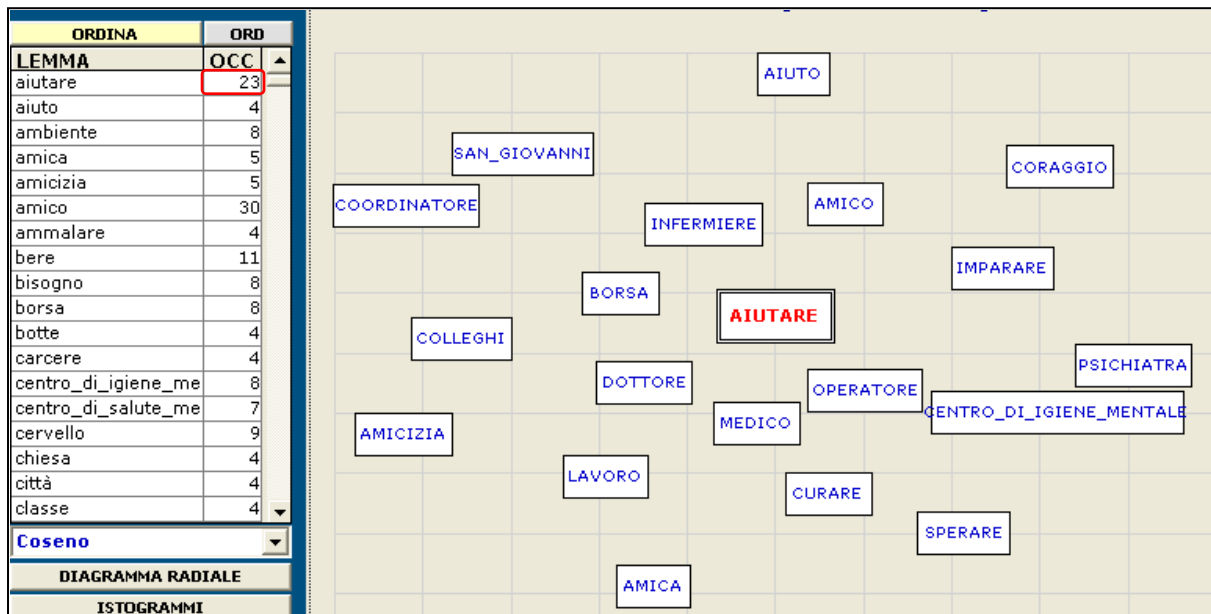 ORDINA ORD
LEMMA OCC
aiutare 23
aiuto 4
ambiente 8
amica 5
amicizia 5
amico 30
ammalare 4
bere 11
bisogno 8
borsa 8
botte 4
carcere 4
centro_di_igiene_me 8
centro_di_salute_me 7
cervello 9
chiesa 4
città 4
classe 4
Coseno
DIAGRAMMA RADIALE
ISTOGRAMMI
AIUTO
SAN_GIOVANNI
CORAGGIO
COORDINATORE
AMICO
INFERMIERE
IMPARARE
BORSA
AIUTARE
COLLEGHI
PSICHIATRA
DOTTORE
OPERATORE
CENTRO_DI_IGIENE_MENTALE
MEDICO
AMICIZIA
LAVORO
CURARE
SPERARE
AMICA